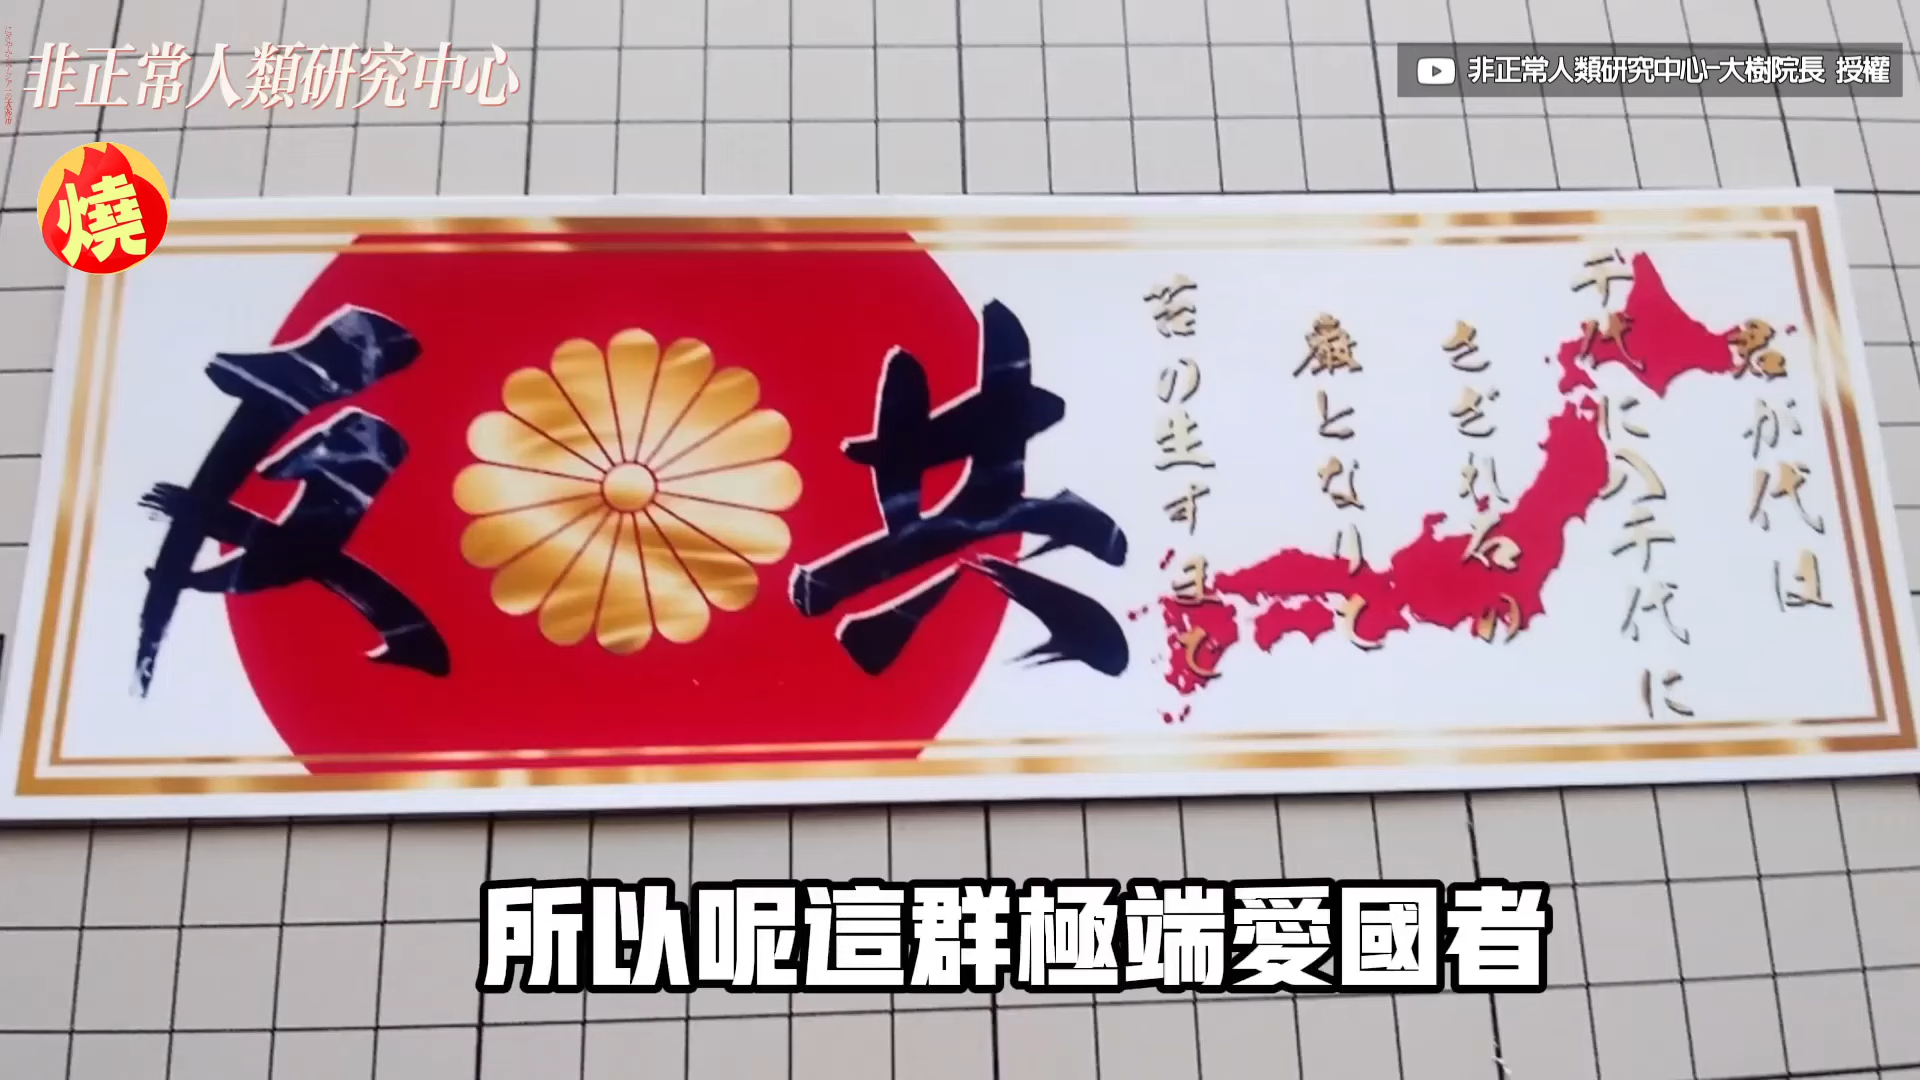 非正常人類研究中心
非正常人類研究中心-大樹院長 授權
燒
反 共
君が代は
千代に八千代に
さざれ石の
巌となりて
苔の生すまで
所以呢這群極端愛國者